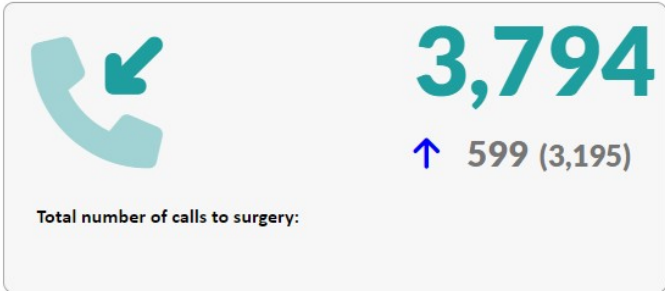 3,794
↑ 599 (3,195)
Total number of calls to surgery: